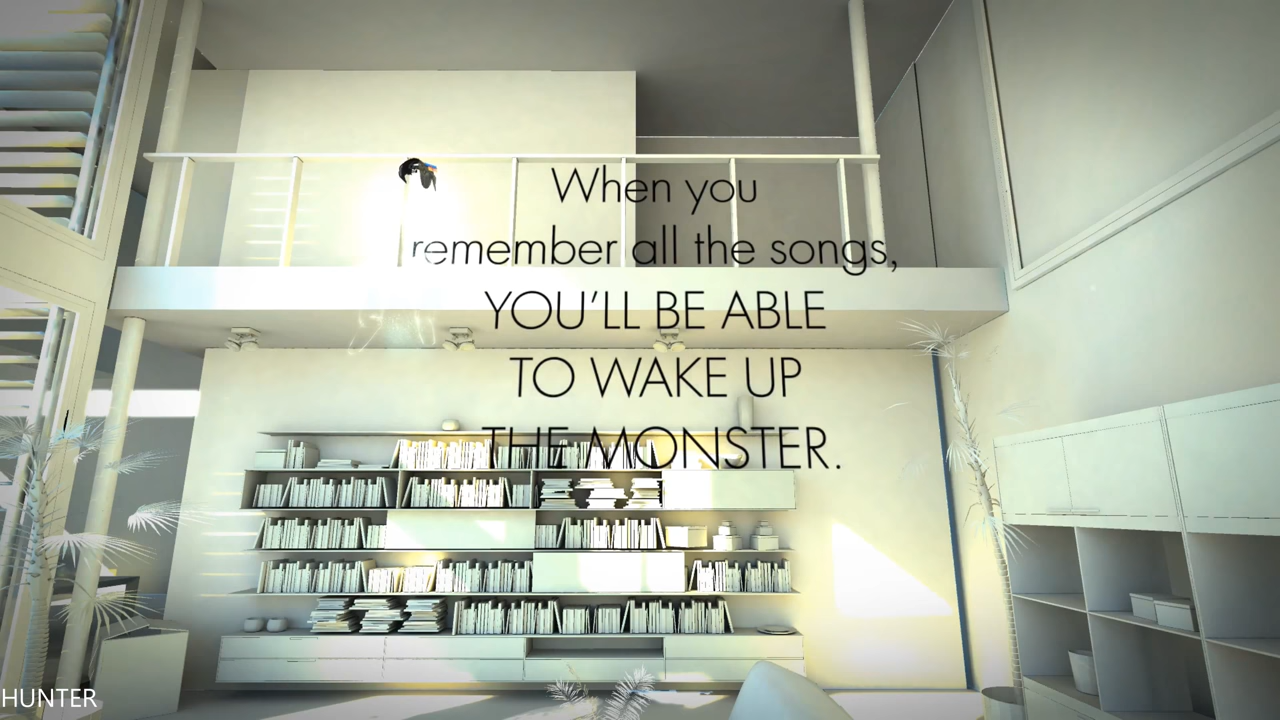 When you
remember all the songs,
YOU'LL BE ABLE
TO WAKE UP
THE MONSTER.
HUNTER